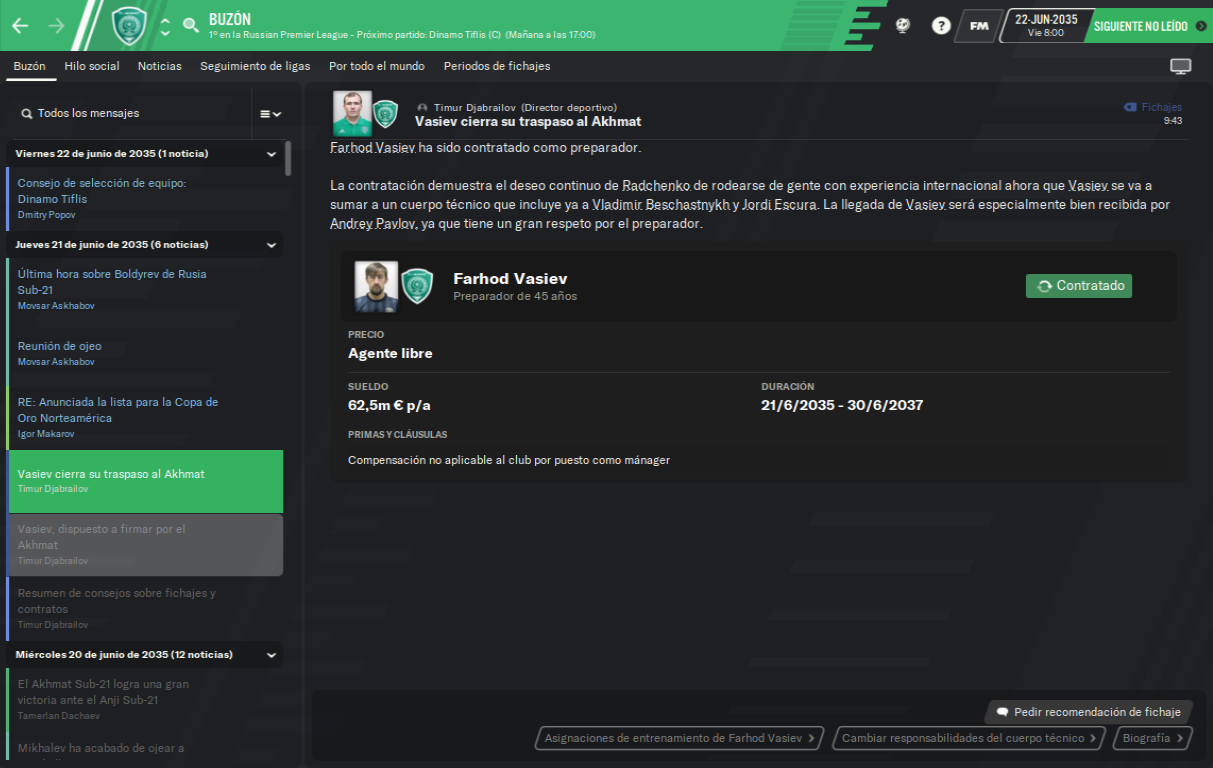 BUZÓN
1º en la Russian Premier League - Próximo partido: Dinamo Tiflis (C) (Mañana a las 17:00)
?
FM
22-JUN-2035
Vie 8:00
SIGUIENTE NO LEÍDO
Buzón
Hilo social
Noticias
Seguimiento de ligas
Por todo el mundo
Periodos de fichajes
Todos los mensajes
Viernes 22 de junio de 2035 (1 noticia)
Consejo de selección de equipo:
Dinamo Tiflis
Dmitry Popov
Jueves 21 de junio de 2035 (6 noticias)
Última hora sobre Boldyrev de Rusia
Sub-21
Movsar Askhabov
Reunión de ojeo
Movsar Askhabov
RE: Anunciada la lista para la Copa de
Oro Norteamérica
Igor Makarov
Vasiev cierra su traspaso al Akhmat
Timur Djabrailov
Vasiev, dispuesto a firmar por el
Akhmat
Timur Djabrailov
Resumen de consejos sobre fichajes y
contratos
Timur Djabrailov
Miércoles 20 de junio de 2035 (12 noticias)
El Akhmat Sub-21 logra una gran
victoria ante el Anji Sub-21
Tamerlan Dachaev
Mikhalev ha acabado de ojear a
Timur Djabrailov (Director deportivo)
Vasiev cierra su traspaso al Akhmat
Fichajes
9:43
Farhod Vasiev ha sido contratado como preparador.
La contratación demuestra el deseo continuo de Radchenko de rodearse de gente con experiencia internacional ahora que Vasiev se va a
sumar a un cuerpo técnico que incluye ya a Vladimir Beschastnykh y Jordi Escura. La llegada de Vasiev será especialmente bien recibida por
Andrey Pavlov, ya que tiene un gran respeto por el preparador.
Farhod Vasiev
Preparador de 45 años
Contratado
PRECIO
Agente libre
SUELDO
62,5m € p/a
DURACIÓN
21/6/2035 - 30/6/2037
PRIMAS Y CLÁUSULAS
Compensación no aplicable al club por puesto como mánager
Pedir recomendación de fichaje
Asignaciones de entrenamiento de Farhod Vasiev
Cambiar responsabilidades del cuerpo técnico
Biografía